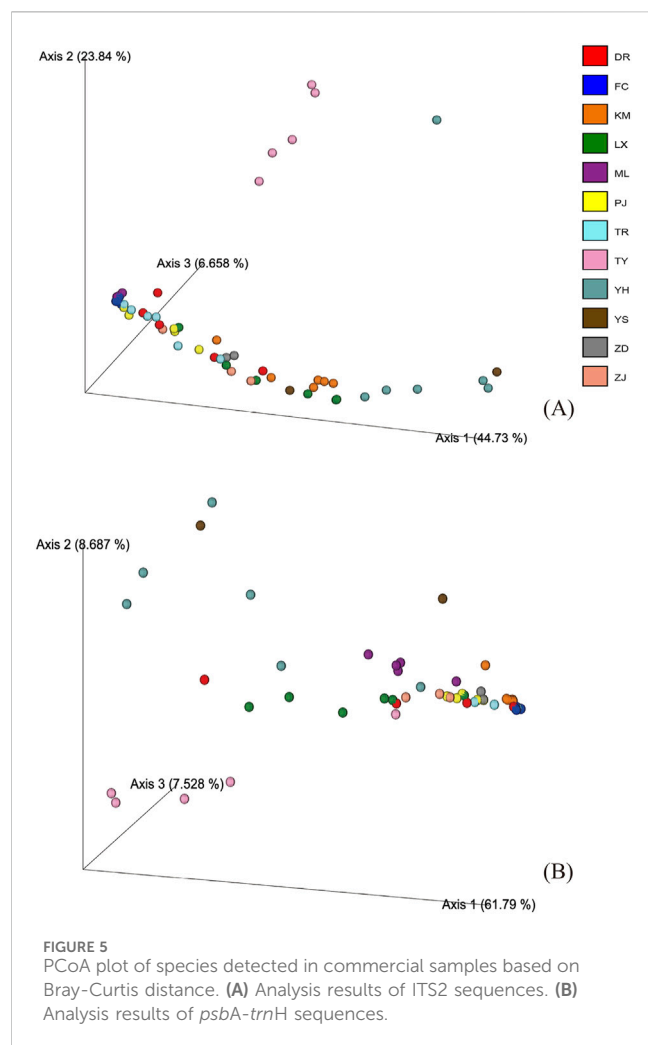 Axis 2 (23.84 %)
Axis 3 (6.658 %)
Axis 1 (44.73 %)
(A)
DR
FC
KM
LX
ML
PJ
TR
TY
YH
YS
ZD
ZJ
Axis 2 (8.687 %)
Axis 3 (7.528 %)
Axis 1 (61.79 %)
(B)
FIGURE 5
PCoA plot of species detected in commercial samples based on
Bray-Curtis distance. (A) Analysis results of ITS2 sequences. (B)
Analysis results of psbA-trnH sequences.